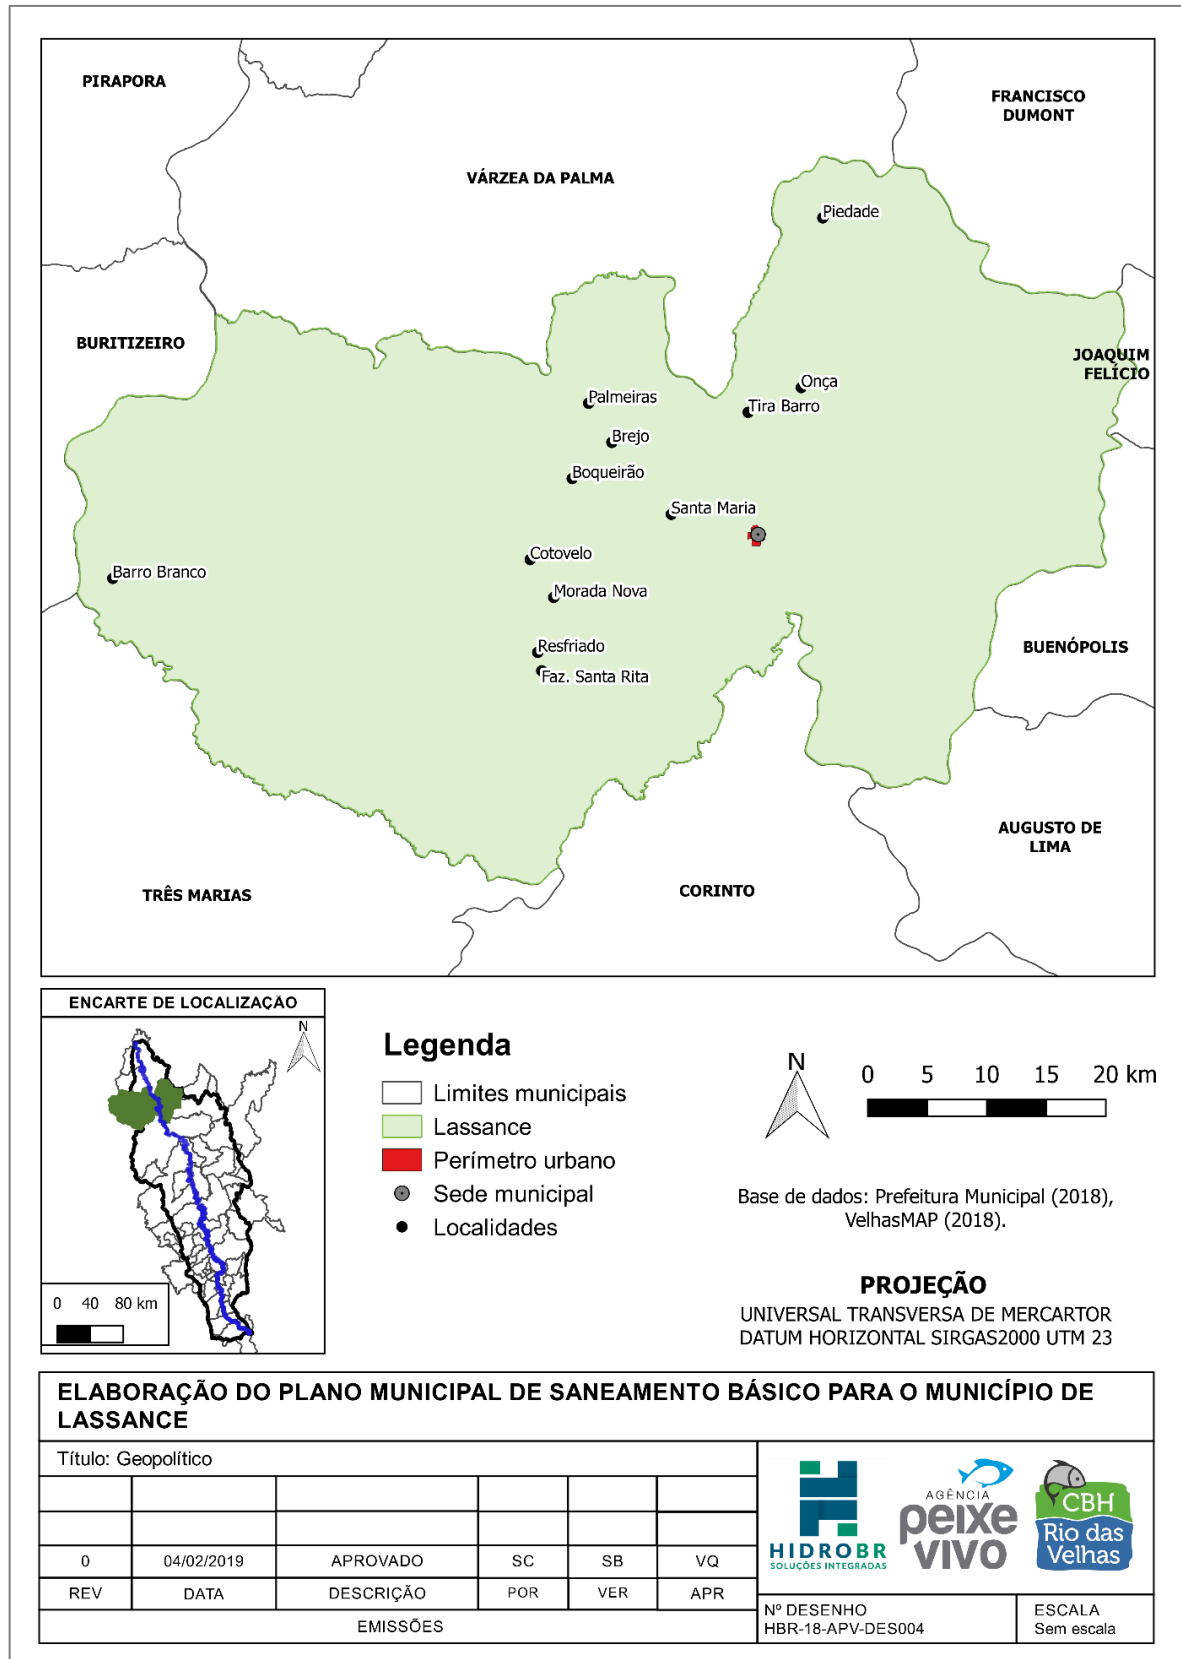 PIRAPORA
FRANCISCO
DUMONT
VÁRZEA DA PALMA
Piedade
BURITIZEIRO
JOAQUIM
FELÍCIO
Onça
Palmeiras
Tira Barro
Brejo
Boqueirão
Santa Maria
Cotovelo
Barro Branco
Morada Nova
Resfriado
BUENÓPOLIS
Faz. Santa Rita
AUGUSTO DE
LIMA
TRÊS MARIAS
CORINTO
ENCARTE DE LOCALIZAÇÃO
N
0 40 80 km
Legenda
Limites municipais
Lassance
Perímetro urbano
Sede municipal
Localidades
N
0 5 10 15 20 km
Base de dados: Prefeitura Municipal (2018),
VelhasMAP (2018).
PROJEÇÃO
UNIVERSAL TRANSVERSA DE MERCARTOR
DATUM HORIZONTAL SIRGAS2000 UTM 23
ELABORAÇÃO DO PLANO MUNICIPAL DE SANEAMENTO BÁSICO PARA O MUNICÍPIO DE
LASSANCE
Título: Geopolítico
0 04/02/2019 APROVADO SC SB VQ
REV DATA DESCRIÇÃO POR VER APR
EMISSÕES
HIDROBR
SOLUÇÕES INTEGRADAS
AGÊNCIA
peixe
vivo
CBH
Rio das
Velhas
Nº DESENHO
HBR-18-APV-DES004
ESCALA
Sem escala